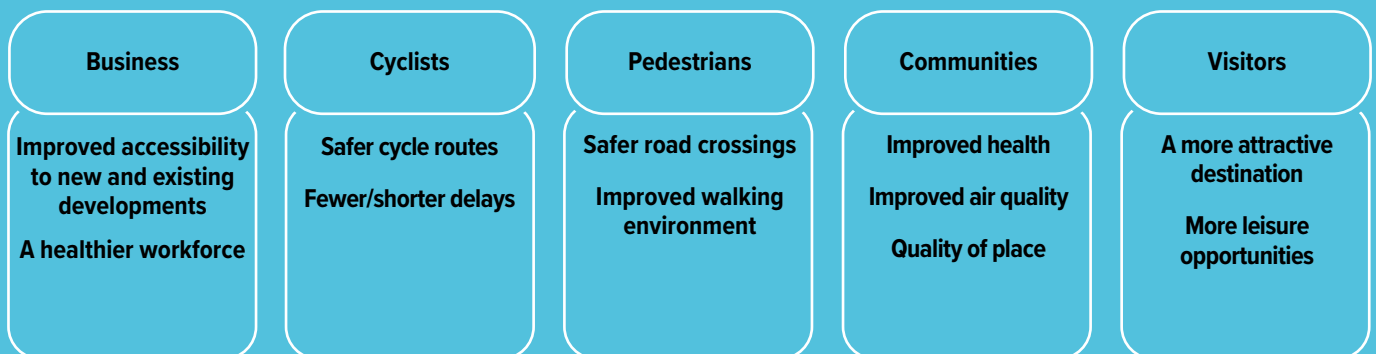 Business
Improved accessibility
to new and existing
developments
A healthier workforce
Cyclists
Safer cycle routes
Fewer/shorter delays
Pedestrians
Safer road crossings
Improved walking
environment
Communities
Improved health
Improved air quality
Quality of place
Visitors
A more attractive
destination
More leisure
opportunities